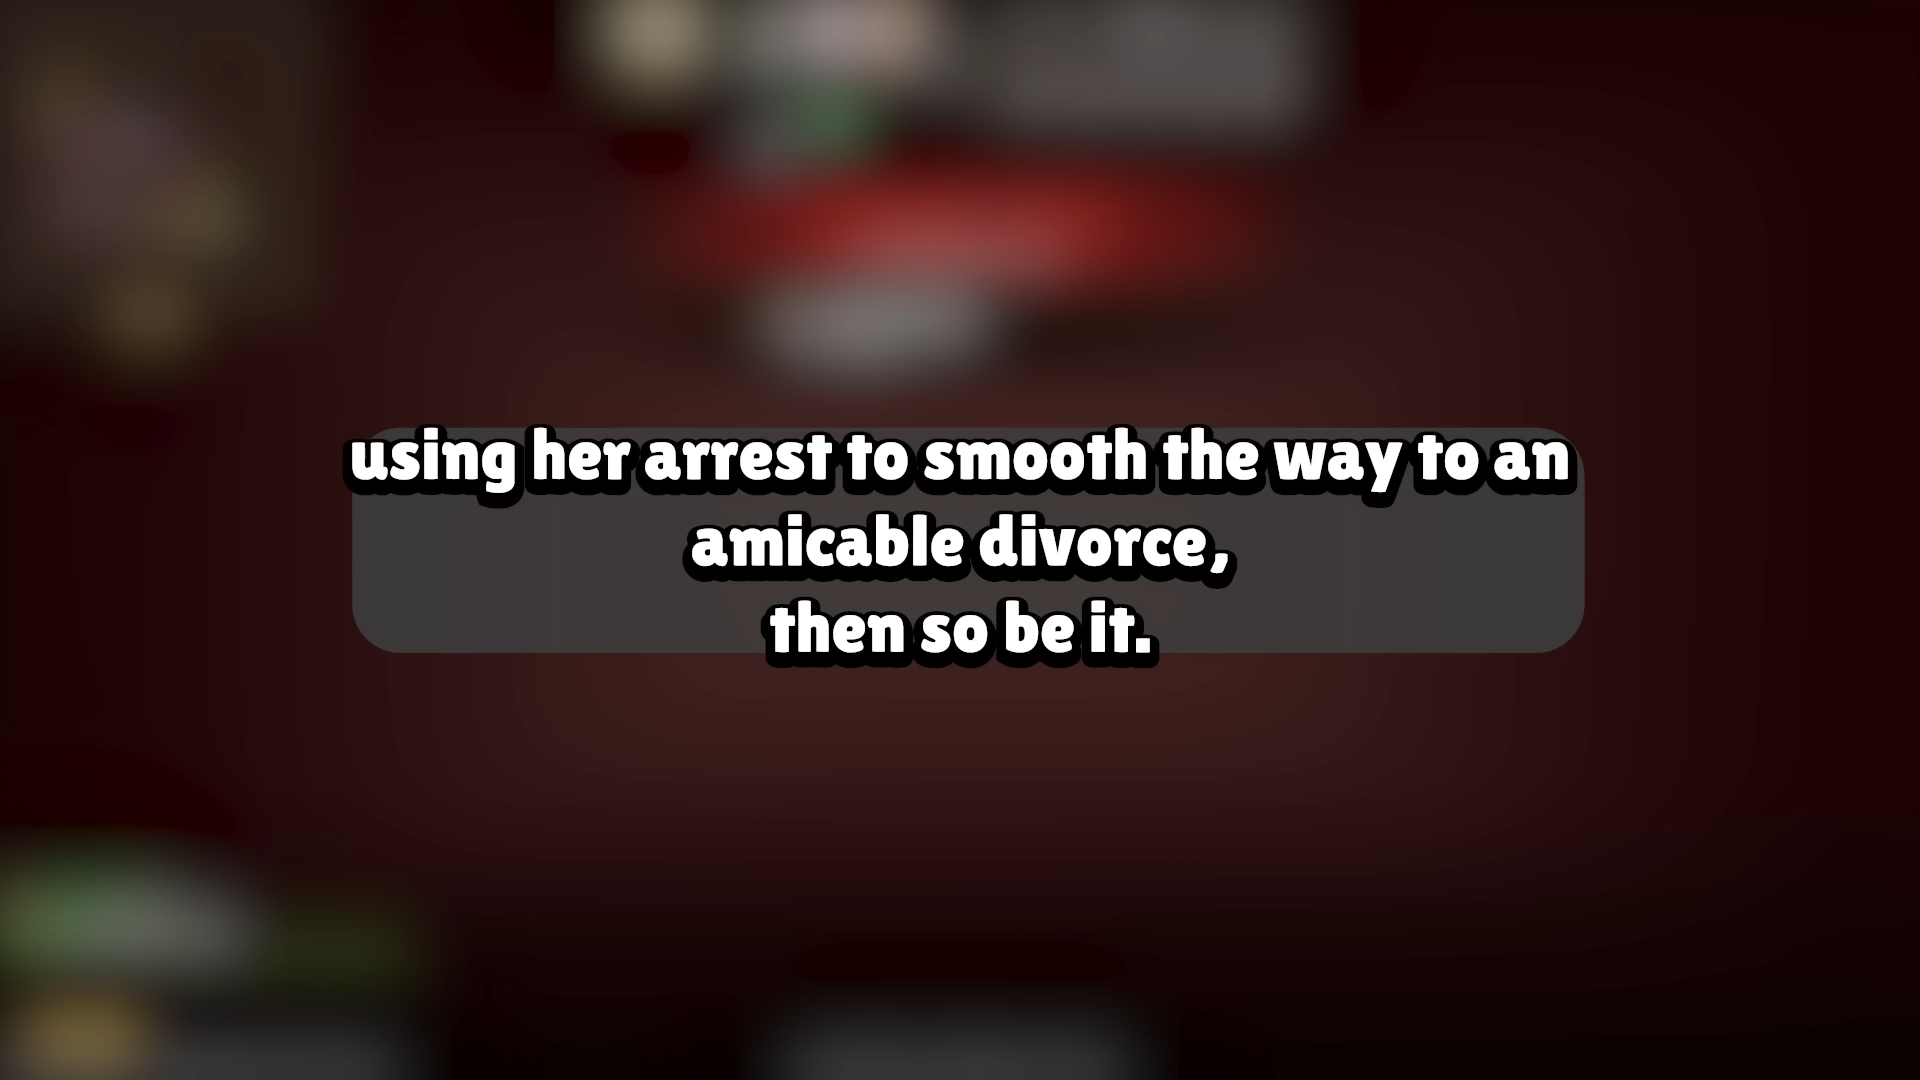 using her arrest to smooth the way to an
amicable divorce,
then so be it.